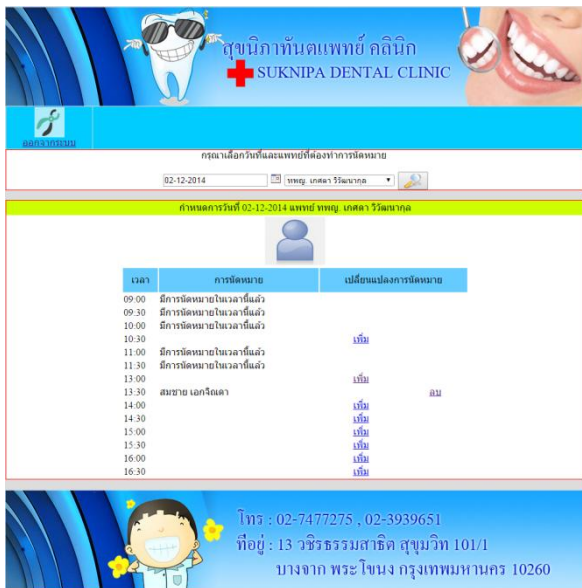 สุขนิภาทันตแพทย์ คลินิก
SUKNIPA DENTAL CLINIC
ออกจากระบบ
กรุณาเลือกวันที่และแพทย์ที่ต้องทำการนัดหมาย
02-12-2014 ทพญ. เกศดา วิวัฒนากุล
กำหนดการวันที่ 02-12-2014 แพทย์ ทพญ. เกศดา วิวัฒนากุล
เวลา การนัดหมาย เปลี่ยนแปลงการนัดหมาย
09:00 มีการนัดหมายในเวลานี้แล้ว
09:30 มีการนัดหมายในเวลานี้แล้ว
10:00 มีการนัดหมายในเวลานี้แล้ว
10:30 เพิ่ม
11:00 มีการนัดหมายในเวลานี้แล้ว
11:30 มีการนัดหมายในเวลานี้แล้ว
13:00 เพิ่ม
13:30 สมชาย เอกจินดา ลบ
14:00 เพิ่ม
14:30 เพิ่ม
15:00 เพิ่ม
15:30 เพิ่ม
16:00 เพิ่ม
16:30 เพิ่ม
โทร : 02-7477275 , 02-3939651
ที่อยู่ : 13 วชิรธรรมสาธิต สุขุมวิท 101/1
บางจาก พระโขนง กรุงเทพมหานคร 10260